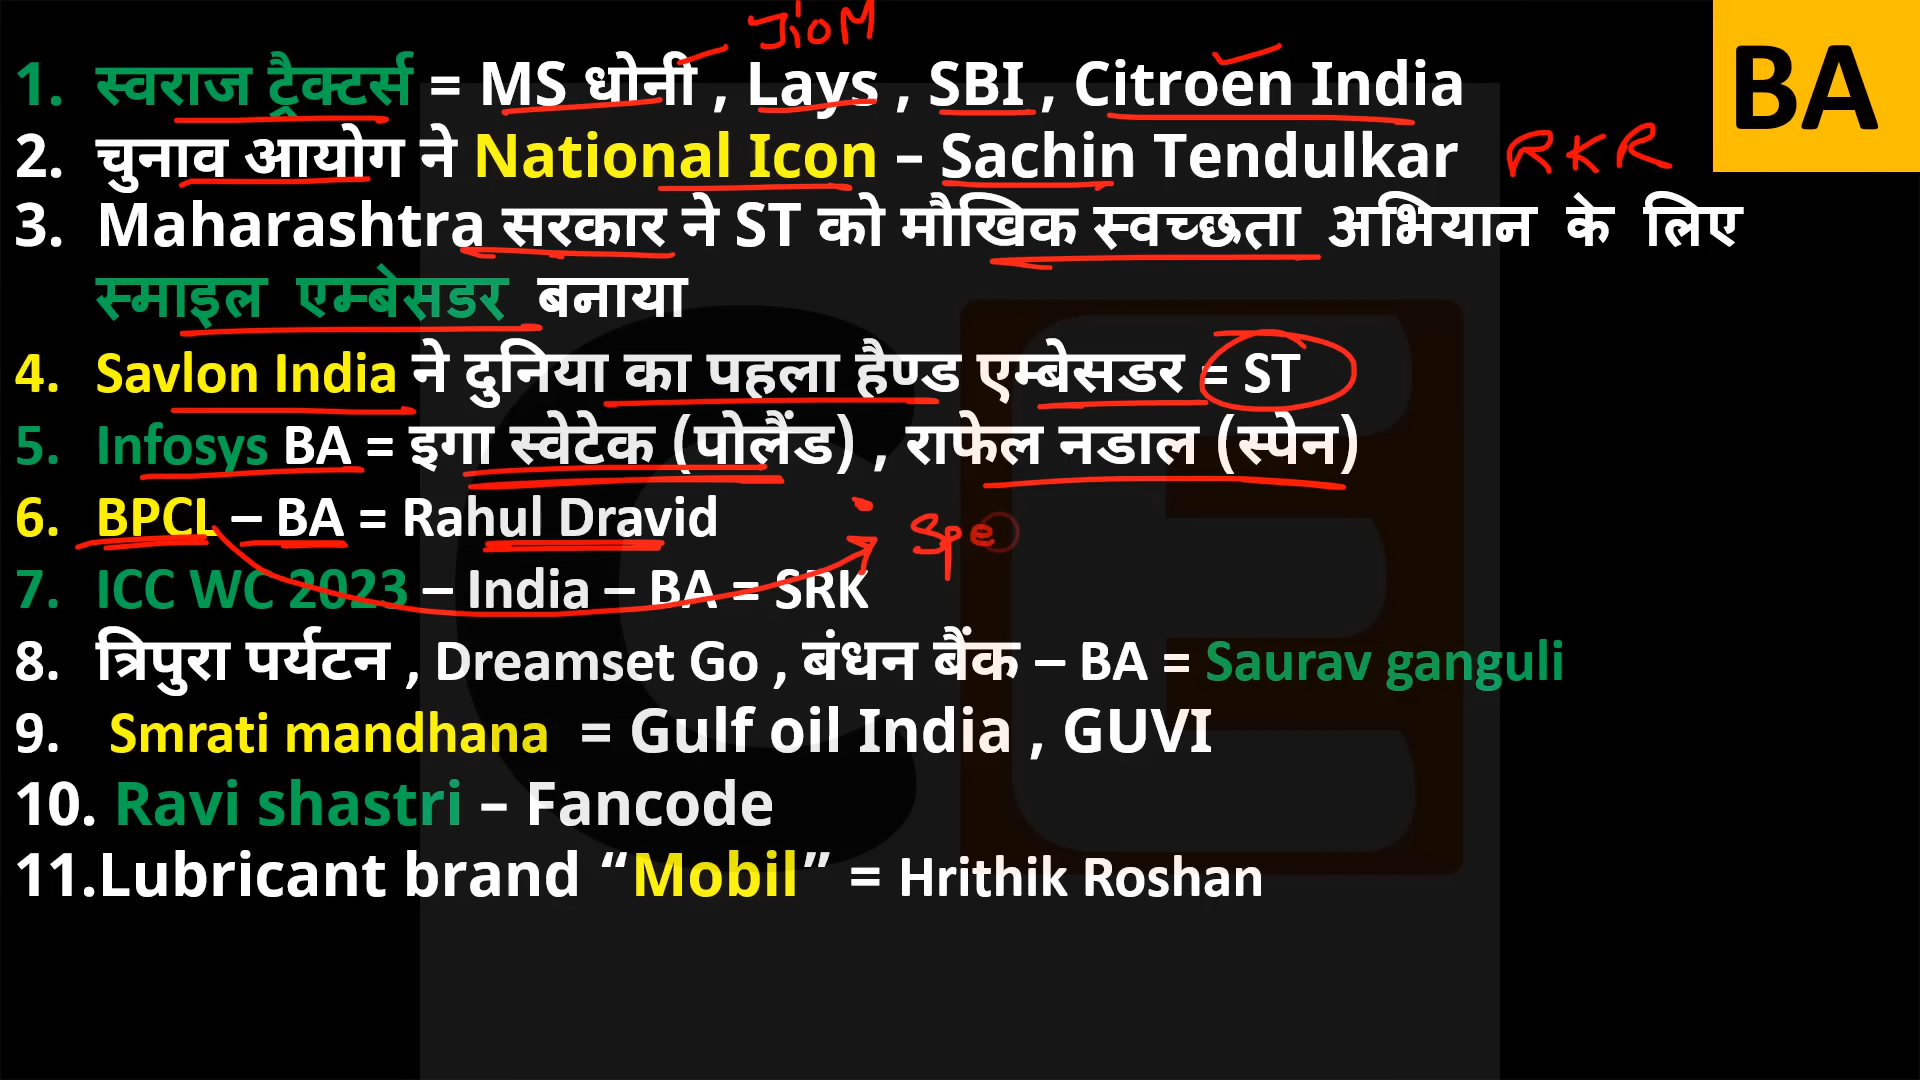 JioM
BA
1. स्वराज ट्रैक्टर्स = MS धोनी , Lays , SBI , Citroen India
2. चुनाव आयोग ने National Icon – Sachin Tendulkar RKR
3. Maharashtra सरकार ने ST को मौखिक स्वच्छता अभियान के लिए
स्माइल एम्बेसडर बनाया
4. Savlon India ने दुनिया का पहला हैण्ड एम्बेसडर = ST
5. Infosys BA = इगा स्वेटेक (पोलैंड) , राफेल नडाल (स्पेन)
6. BPCL – BA = Rahul Dravid Spe
7. ICC WC 2023 – India – BA = SRK
8. त्रिपुरा पर्यटन , Dreamset Go , बंधन बैंक – BA = Saurav ganguli
9. Smrati mandhana = Gulf oil India , GUVI
10. Ravi shastri – Fancode
11.Lubricant brand “Mobil” = Hrithik Roshan